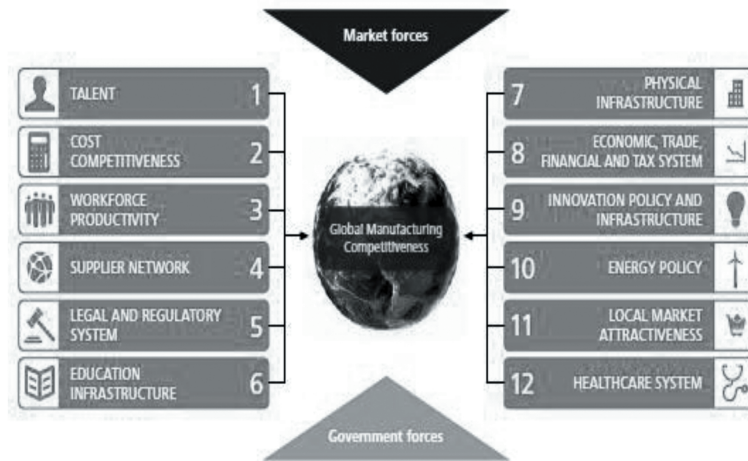 Market forces
TALENT 1
COST
COMPETITIVENESS 2
WORKFORCE
PRODUCTIVITY 3
SUPPLIER NETWORK 4
LEGAL AND REGULATORY
SYSTEM 5
EDUCATION
INFRASTRUCTURE 6
Global Manufacturing
Competitiveness
7 PHYSICAL
INFRASTRUCTURE
8 ECONOMIC, TRADE,
FINANCIAL AND TAX SYSTEM
9 INNOVATION POLICY AND
INFRASTRUCTURE
10 ENERGY POLICY
11 LOCAL MARKET
ATTRACTIVENESS
12 HEALTHCARE SYSTEM
Government forces